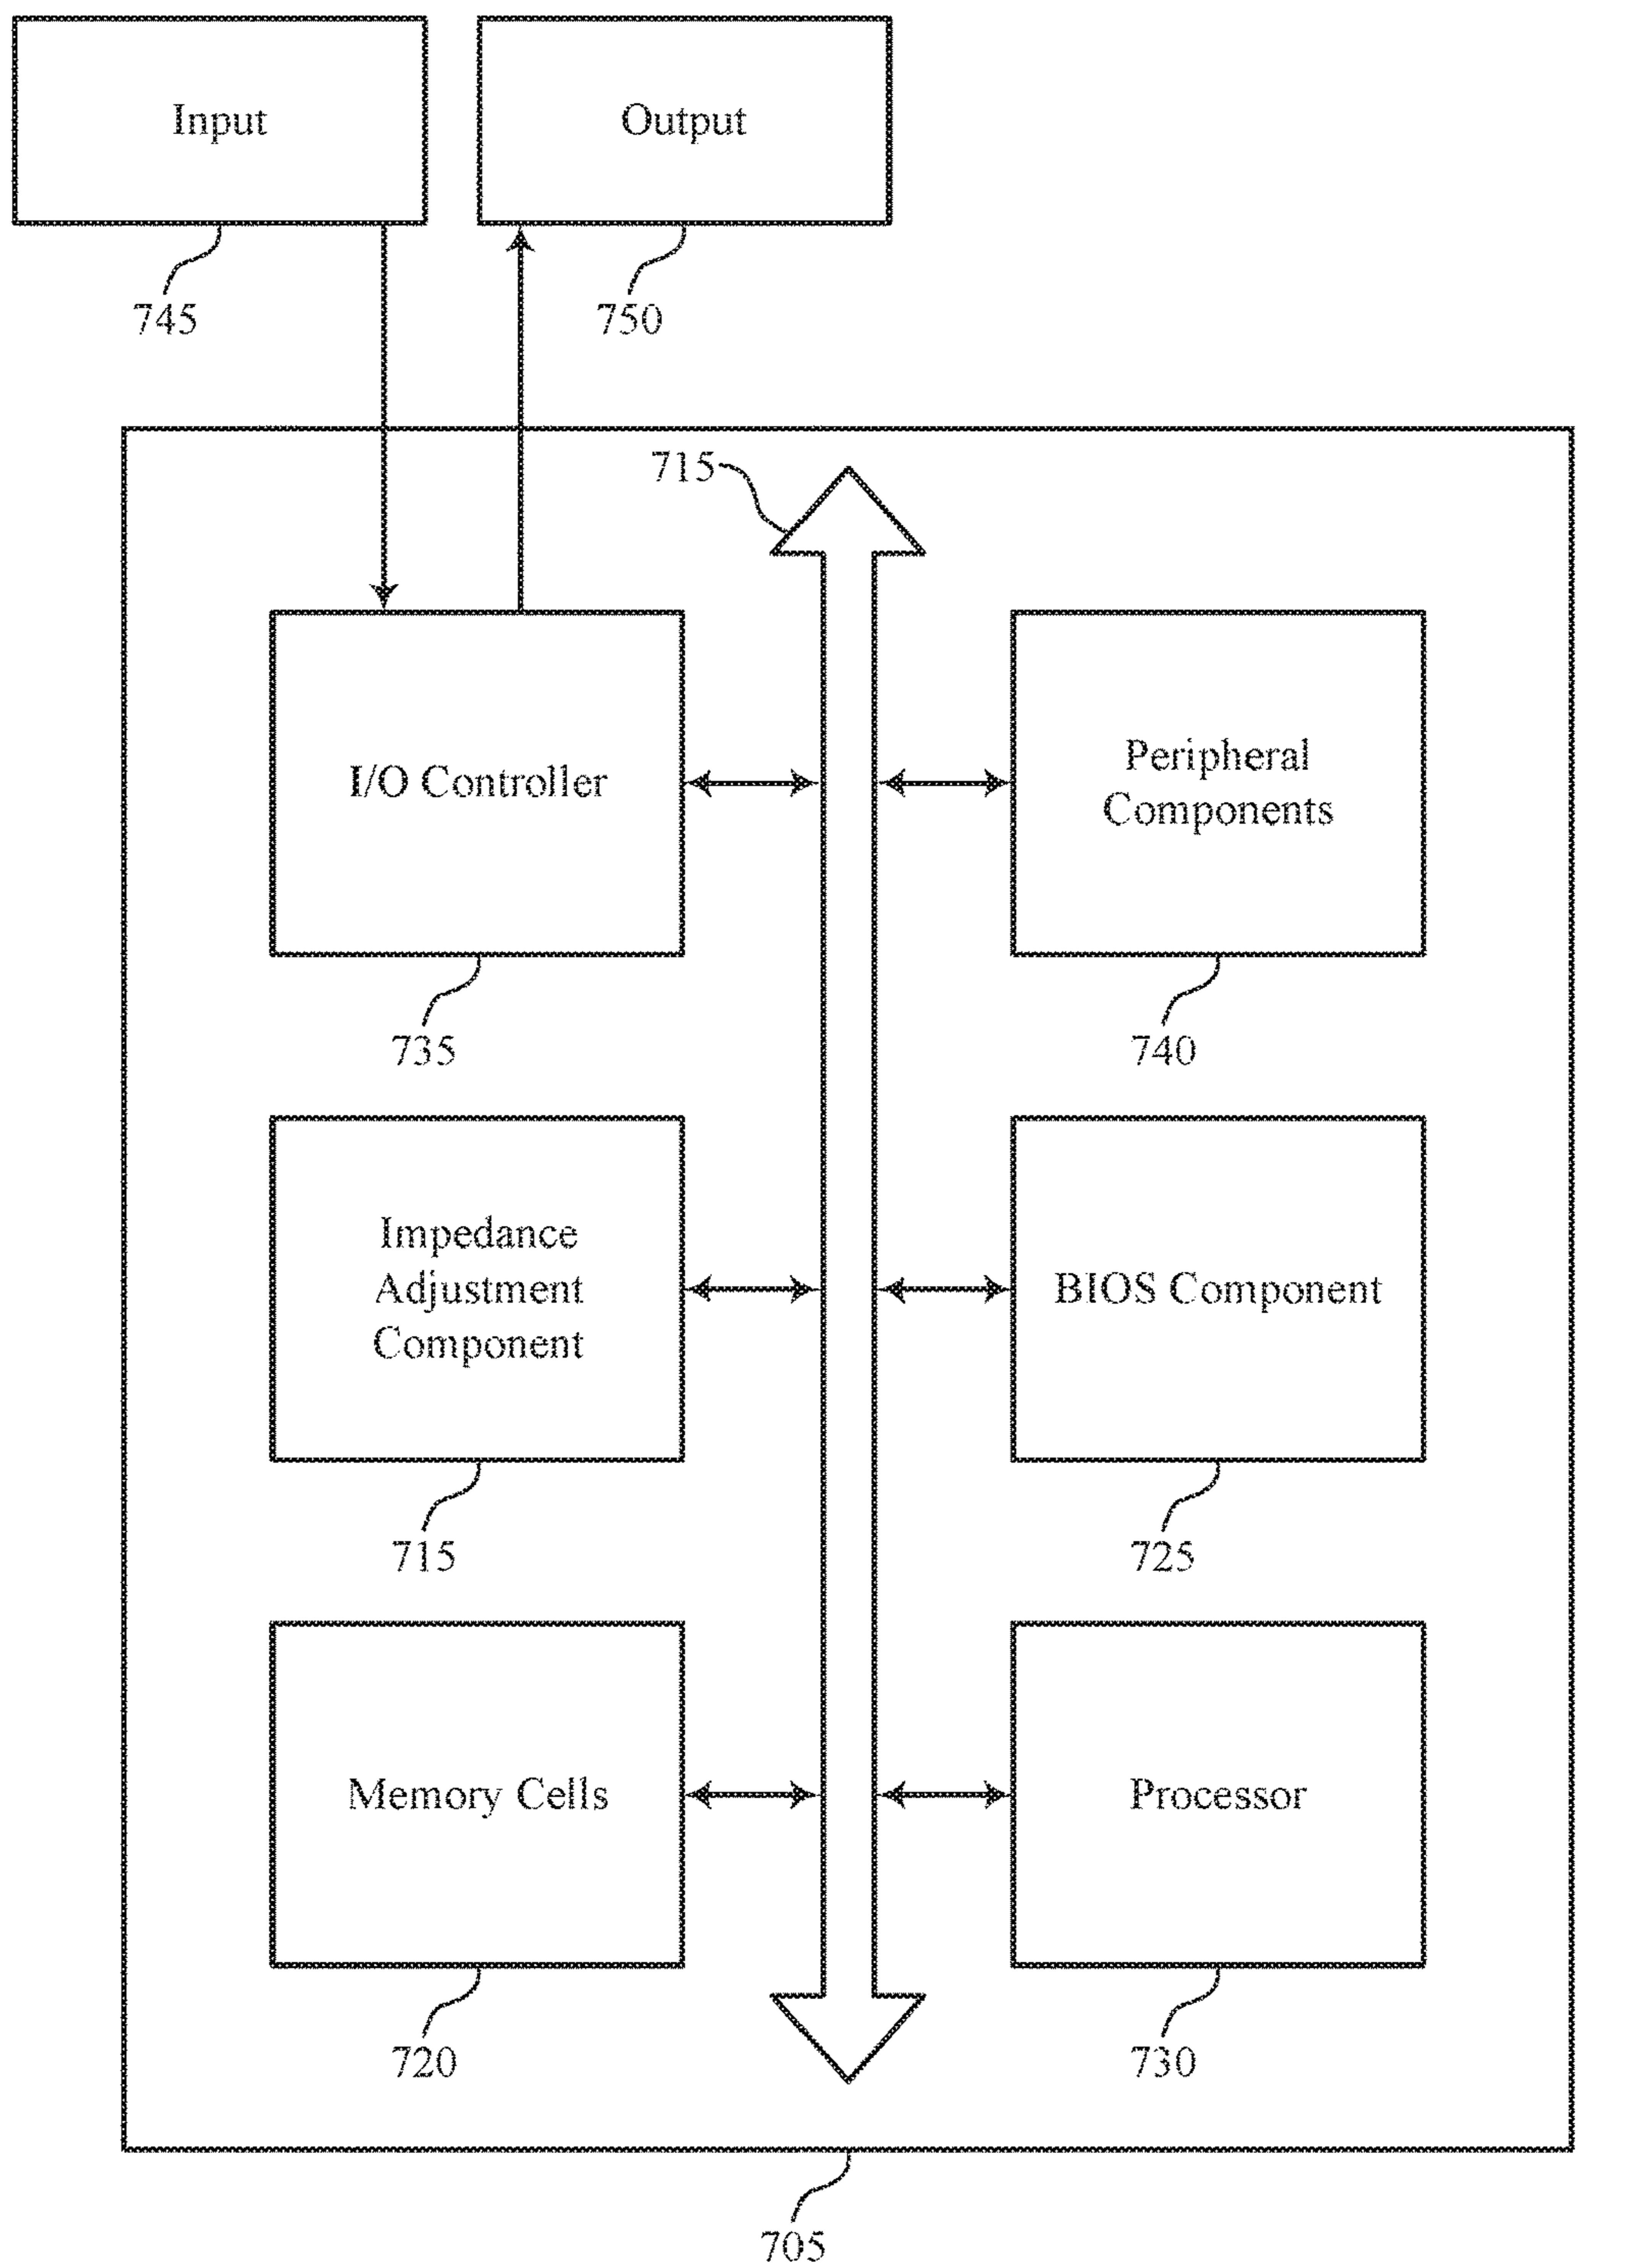 Input
Output
745
750
715
I/O Controller
Peripheral
Components
735
740
Impedance
Adjustment
Component
BIOS Component
715
725
Memory Cells
Processor
720
730
705